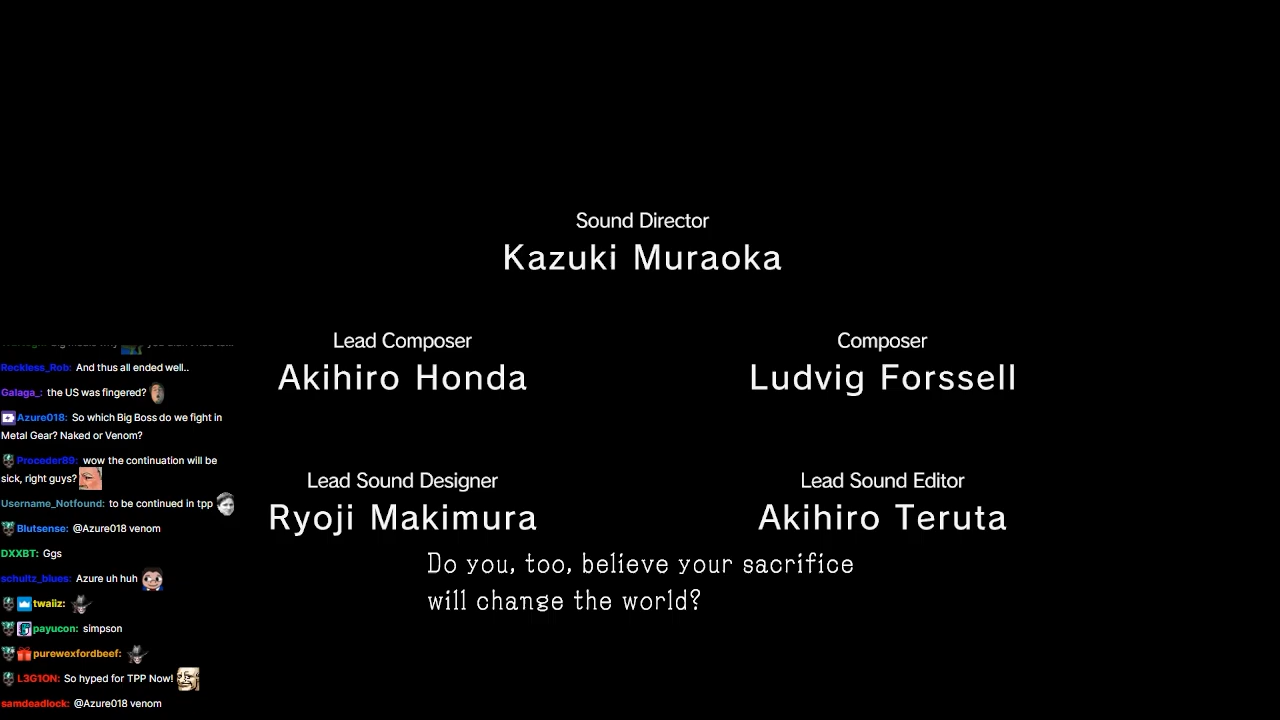 Sound Director
Kazuki Muraoka
Lead Composer
Akihiro Honda
Composer
Ludvig Forssell
Lead Sound Designer
Ryoji Makimura
Lead Sound Editor
Akihiro Teruta
Do you, too, believe your sacrifice
will change the world?
Reckless_Rob: And thus all ended well..
Galaga_: the US was fingered?
Azure018: So which Big Boss do we fight in
Metal Gear? Naked or Venom?
Proceder89: wow the continuation will be
sick, right guys?
Username_Notfound: to be continued in tpp
Blutsense: @Azure018 venom
DXXBT: Ggs
schultz_blues: Azure uh huh
twaiiz:
payucon: simpson
purewexfordbeef:
L3G1ON: So hyped for TPP Now!
samdeadlock: @Azure018 venom